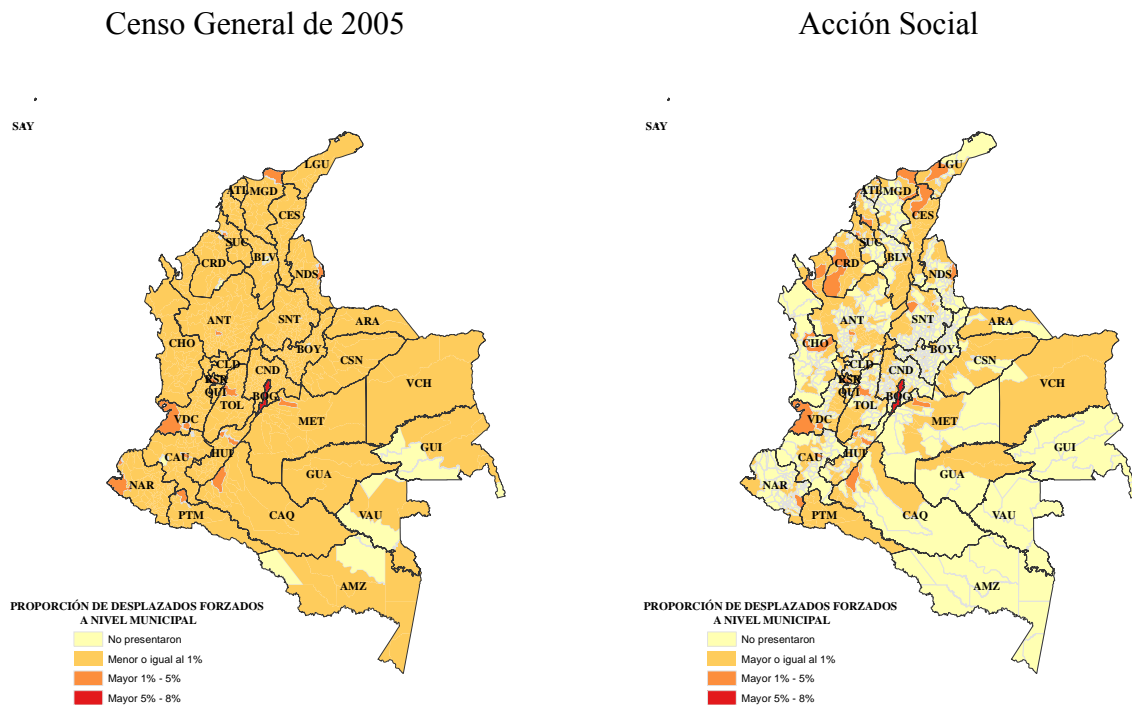 Censo General de 2005
Acción Social
SAY
LGU
ATL
MGD
CES
SUC
BLV
CRD
NDS
ANT
SNT
ARA
CHO
BOY
CLD
CND
CSN
VCH
RSR
QUI
BOG
TOL
VDC
MET
CAU
HUI
GUI
NAR
GUA
PTM
CAQ
VAU
AMZ
PROPORCIÓN DE DESPLAZADOS FORZADOS
A NIVEL MUNICIPAL
No presentaron
Menor o igual al 1%
Mayor 1% - 5%
Mayor 5% - 8%
SAY
LGU
ATL
MGD
CES
SUC
BLV
CRD
NDS
ANT
SNT
ARA
CHO
BOY
CLD
CND
CSN
VCH
RSR
QUI
BOG
TOL
VDC
MET
CAU
HUI
GUI
NAR
GUA
PTM
CAQ
VAU
AMZ
PROPORCIÓN DE DESPLAZADOS FORZADOS
A NIVEL MUNICIPAL
No presentaron
Mayor o igual al 1%
Mayor 1% - 5%
Mayor 5% - 8%